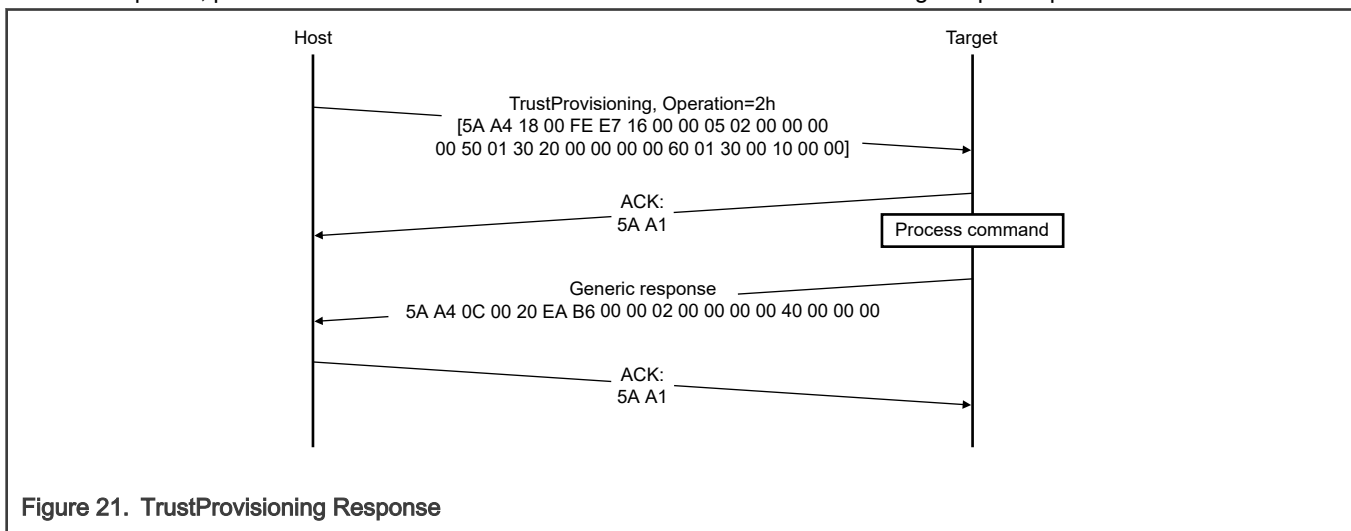 Host
Target
TrustProvisioning, Operation=2h
[5A A4 18 00 FE E7 16 00 00 05 02 00 00 00
00 50 01 30 20 00 00 00 00 60 01 30 00 10 00 00]
ACK:
5A A1
Process command
Generic response
5A A4 0C 00 20 EA B6 00 00 02 00 00 00 00 40 00 00 00
ACK:
5A A1
Figure 21. TrustProvisioning Response